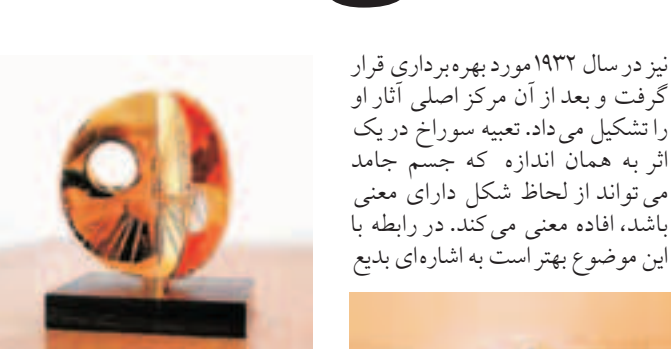 نیز در سال ۱۹۳۲مورد بهره‌برداری قرار
گرفت و بعد از آن مرکز اصلی آثار او
را تشکیل می‌داد. تعبیه سوراخ در یک
اثر به همان اندازه که جسم جامد
می‌تواند از لحاظ شکل دارای معنی
باشد، افاده معنی می‌کند. در رابطه با
این موضوع بهتر است به اشاره‌ای بدیع